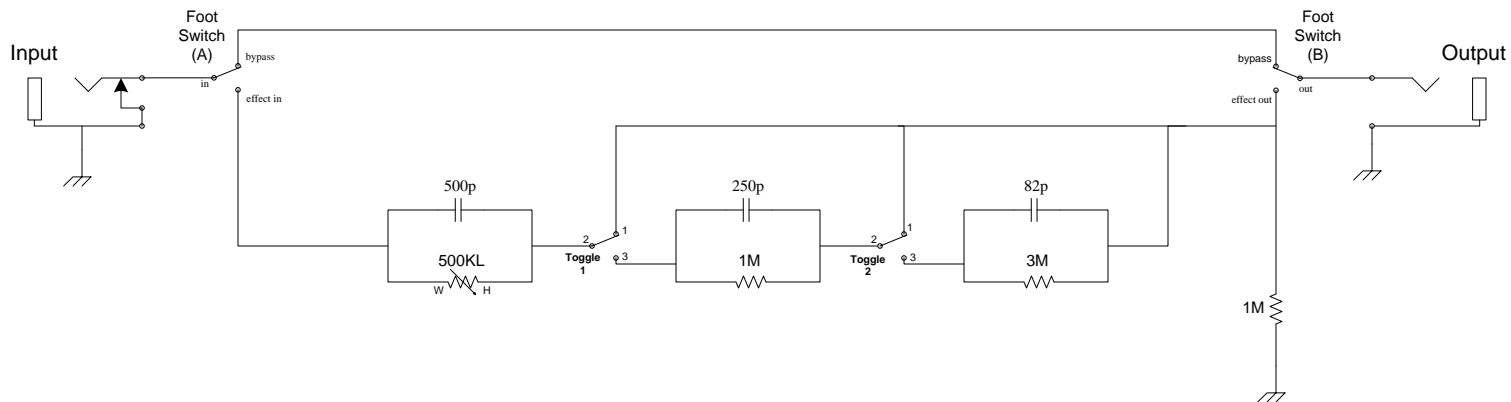 Foot
Switch
(A)
Foot
Switch
(B)
Input
Output
bypass
in
effect in
bypass
out
effect out
500p
250p
82p
2
1
3
Toggle
1
2
1
3
Toggle
2
500KL
W
H
1M
3M
1M